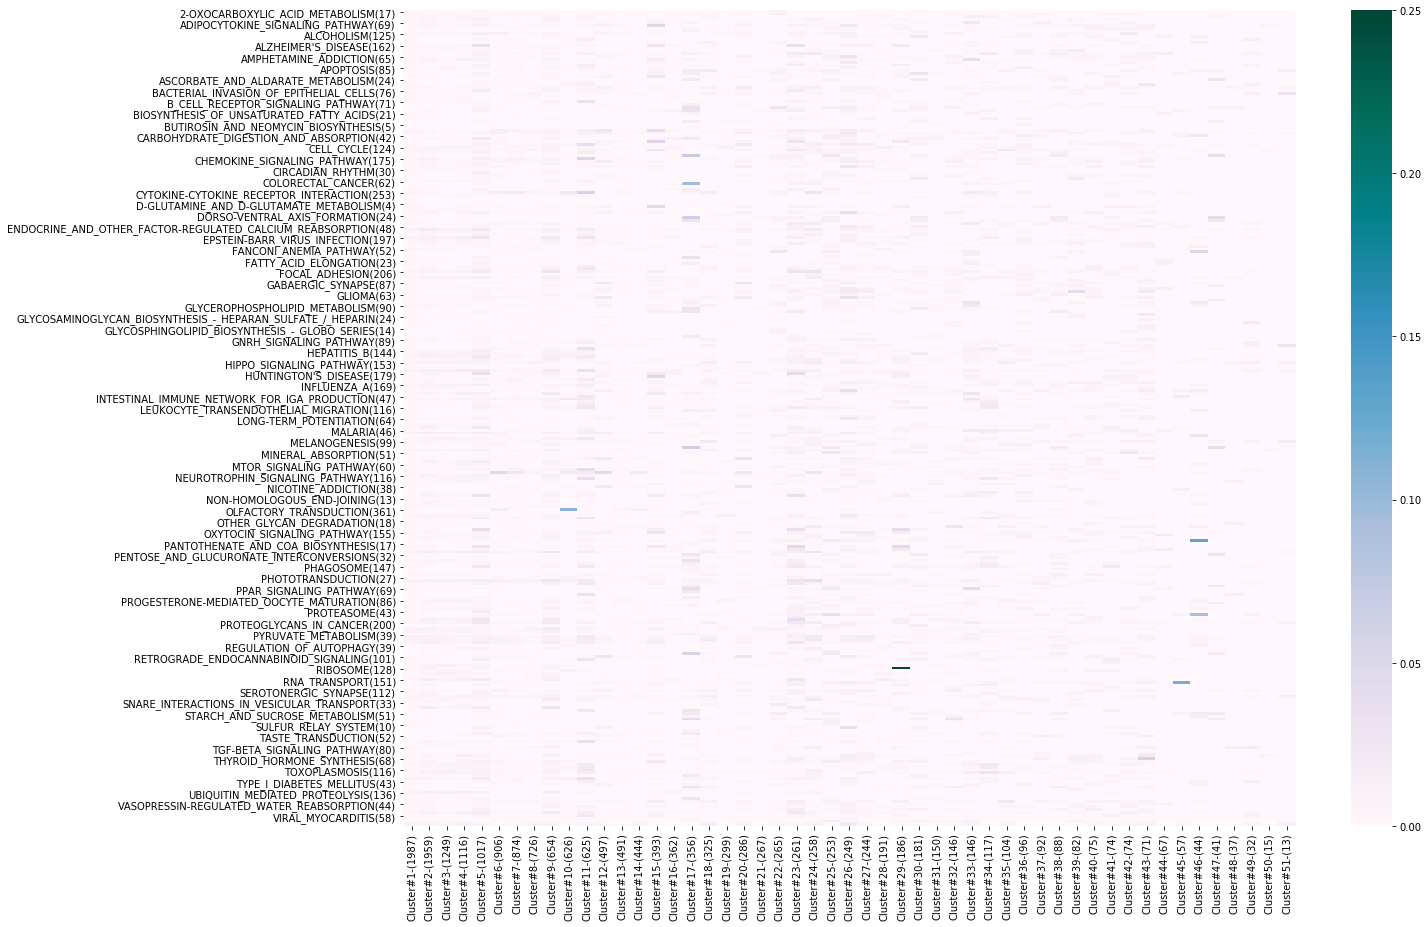 2-OXOCARBOXYLIC_ACID_METABOLISM(17)
ADIPOCYTOKINE_SIGNALING_PATHWAY(69)
ALCOHOLISM(125)
ALZHEIMER'S_DISEASE(162)
AMPHETAMINE_ADDICTION(65)
APOPTOSIS(85)
ASCORBATE_AND_ALDARATE_METABOLISM(24)
BACTERIAL_INVASION_OF_EPITHELIAL_CELLS(76)
B_CELL_RECEPTOR_SIGNALING_PATHWAY(71)
BIOSYNTHESIS_OF_UNSATURATED_FATTY_ACIDS(21)
BUTIROSIN_AND_NEOMYCIN_BIOSYNTHESIS(5)
CARBOHYDRATE_DIGESTION_AND_ABSORPTION(42)
CELL_CYCLE(124)
CHEMOKINE_SIGNALING_PATHWAY(175)
CIRCADIAN_RHYTHM(30)
COLORECTAL_CANCER(62)
CYTOKINE-CYTOKINE_RECEPTOR_INTERACTION(253)
D-GLUTAMINE_AND_D-GLUTAMATE_METABOLISM(4)
DORSO-VENTRAL_AXIS_FORMATION(24)
ENDOCRINE_AND_OTHER_FACTOR-REGULATED_CALCIUM_REABSORPTION(48)
EPSTEIN-BARR_VIRUS_INFECTION(197)
FANCONI_ANEMIA_PATHWAY(52)
FATTY_ACID_ELONGATION(23)
FOCAL_ADHESION(206)
GABAERGIC_SYNAPSE(87)
GLIOMA(63)
GLYCEROPHOSPHOLIPID_METABOLISM(90)
GLYCOSAMINOGLYCAN_BIOSYNTHESIS_-_HEPARAN_SULFATE_/_HEPARIN(24)
GLYCOSPHINGOLIPID_BIOSYNTHESIS_-_GLOBO_SERIES(14)
GNRH_SIGNALING_PATHWAY(89)
HEPATITIS_B(144)
HIPPO_SIGNALING_PATHWAY(153)
HUNTINGTON'S_DISEASE(179)
INFLUENZA_A(169)
INTESTINAL_IMMUNE_NETWORK_FOR_IGA_PRODUCTION(47)
LEUKOCYTE_TRANSENDOTHELIAL_MIGRATION(116)
LONG-TERM_POTENTIATION(64)
MALARIA(46)
MELANOGENESIS(99)
MINERAL_ABSORPTION(51)
MTOR_SIGNALING_PATHWAY(60)
NEUROTROPHIN_SIGNALING_PATHWAY(116)
NICOTINE_ADDICTION(38)
NON-HOMOLOGOUS_END-JOINING(13)
OLFACTORY_TRANSDUCTION(361)
OTHER_GLYCAN_DEGRADATION(18)
OXYTOCIN_SIGNALING_PATHWAY(155)
PANTOTHENATE_AND_COA_BIOSYNTHESIS(17)
PENTOSE_AND_GLUCURONATE_INTERCONVERSIONS(32)
PHAGOSOME(147)
PHOTOTRANSDUCTION(27)
PPAR_SIGNALING_PATHWAY(69)
PROGESTERONE-MEDIATED_OOCYTE_MATURATION(86)
PROTEASOME(43)
PROTEOGLYCANS_IN_CANCER(200)
PYRUVATE_METABOLISM(39)
REGULATION_OF_AUTOPHAGY(39)
RETROGRADE_ENDOCANNABINOID_SIGNALING(101)
RIBOSOME(128)
RNA_TRANSPORT(151)
SEROTONERGIC_SYNAPSE(112)
SNARE_INTERACTIONS_IN_VESICULAR_TRANSPORT(33)
STARCH_AND_SUCROSE_METABOLISM(51)
SULFUR_RELAY_SYSTEM(10)
TASTE_TRANSDUCTION(52)
TGF-BETA_SIGNALING_PATHWAY(80)
THYROID_HORMONE_SYNTHESIS(68)
TOXOPLASMOSIS(116)
TYPE_I_DIABETES_MELLITUS(43)
UBIQUITIN_MEDIATED_PROTEOLYSIS(136)
VASOPRESSIN-REGULATED_WATER_REABSORPTION(44)
VIRAL_MYOCARDITIS(58)
Cluster#1-(1987)
Cluster#2-(1959)
Cluster#3-(1249)
Cluster#4-(1116)
Cluster#5-(1017)
Cluster#6-(906)
Cluster#7-(874)
Cluster#8-(726)
Cluster#9-(654)
Cluster#10-(626)
Cluster#11-(625)
Cluster#12-(497)
Cluster#13-(491)
Cluster#14-(444)
Cluster#15-(393)
Cluster#16-(362)
Cluster#17-(356)
Cluster#18-(325)
Cluster#19-(299)
Cluster#20-(286)
Cluster#21-(267)
Cluster#22-(265)
Cluster#23-(261)
Cluster#24-(258)
Cluster#25-(253)
Cluster#26-(249)
Cluster#27-(244)
Cluster#28-(191)
Cluster#29-(186)
Cluster#30-(181)
Cluster#31-(150)
Cluster#32-(146)
Cluster#33-(146)
Cluster#34-(117)
Cluster#35-(104)
Cluster#36-(96)
Cluster#37-(92)
Cluster#38-(88)
Cluster#39-(82)
Cluster#40-(75)
Cluster#41-(74)
Cluster#42-(74)
Cluster#43-(71)
Cluster#44-(67)
Cluster#45-(57)
Cluster#46-(44)
Cluster#47-(41)
Cluster#48-(37)
Cluster#49-(32)
Cluster#50-(15)
Cluster#51-(13)
0.25
0.20
0.15
0.10
0.05
0.00